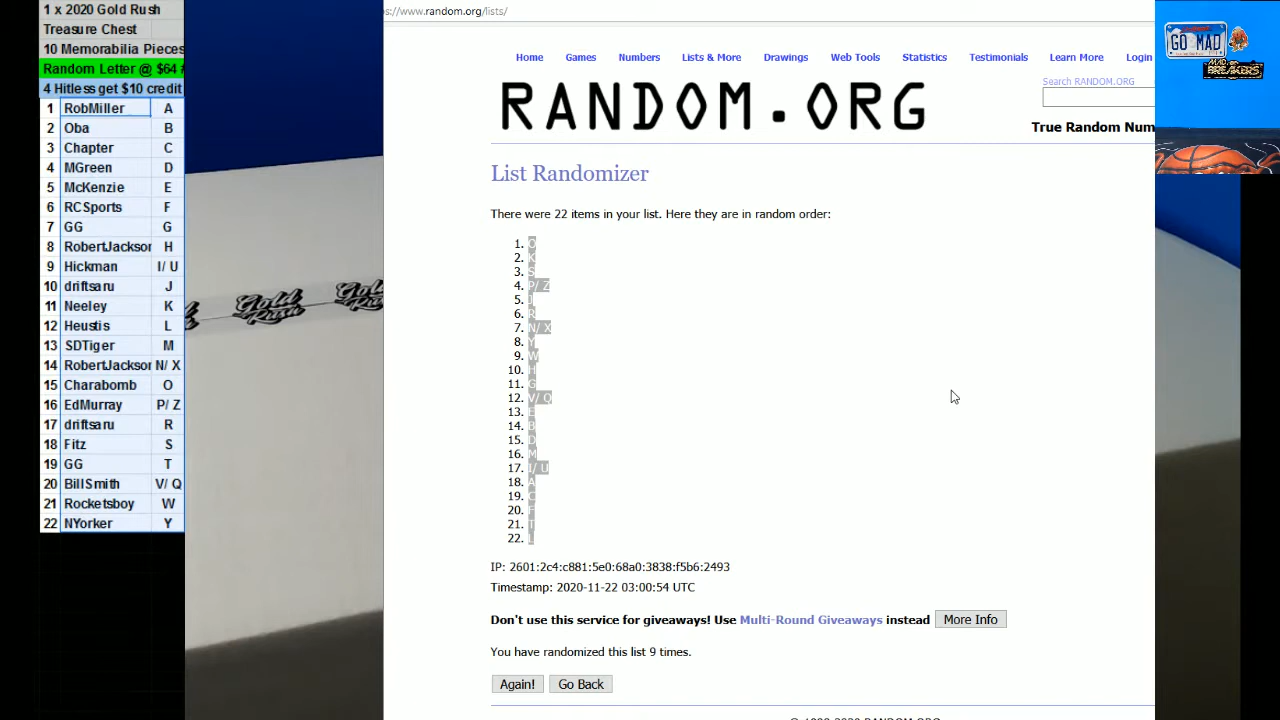 1 x 2020 Gold Rush
Treasure Chest
10 Memorabilia Pieces
Random Letter @ $64
4 Hitless get $10 credit
1 RobMiller A
2 Oba B
3 Chapter C
4 MGreen D
5 McKenzie E
6 RCSports F
7 GG G
8 RobertJackson H
9 Hickman I/ U
10 driftsaru J
11 Neeley K
12 Heustis L
13 SDTiger M
14 RobertJackson N/ X
15 Charabomb O
16 EdMurray P/ Z
17 driftsaru R
18 Fitz S
19 GG T
20 BillSmith V/ Q
21 Rocketsboy W
22 NYorker Y
Gold Rush
Gold Rush
s://www.random.org/lists/
Home Games Numbers Lists & More Drawings Web Tools Statistics Testimonials Learn More Login
Search RANDOM.ORG
RANDOM.ORG
True Random Num
List Randomizer
There were 22 items in your list. Here they are in random order:
1. O
2. K
3. S
4. P/ Z
5. J
6. R
7. N/ X
8. Y
9. W
10. H
11. G
12. V/ Q
13. E
14. B
15. D
16. M
17. I/ U
18. A
19. C
20. F
21. T
22. L
IP: 2601:2c4:c881:5e0:68a0:3838:f5b6:2493
Timestamp: 2020-11-22 03:00:54 UTC
Don't use this service for giveaways! Use Multi-Round Giveaways instead More Info
You have randomized this list 9 times.
Again! Go Back
GO MAD
MAD
BREAKERS